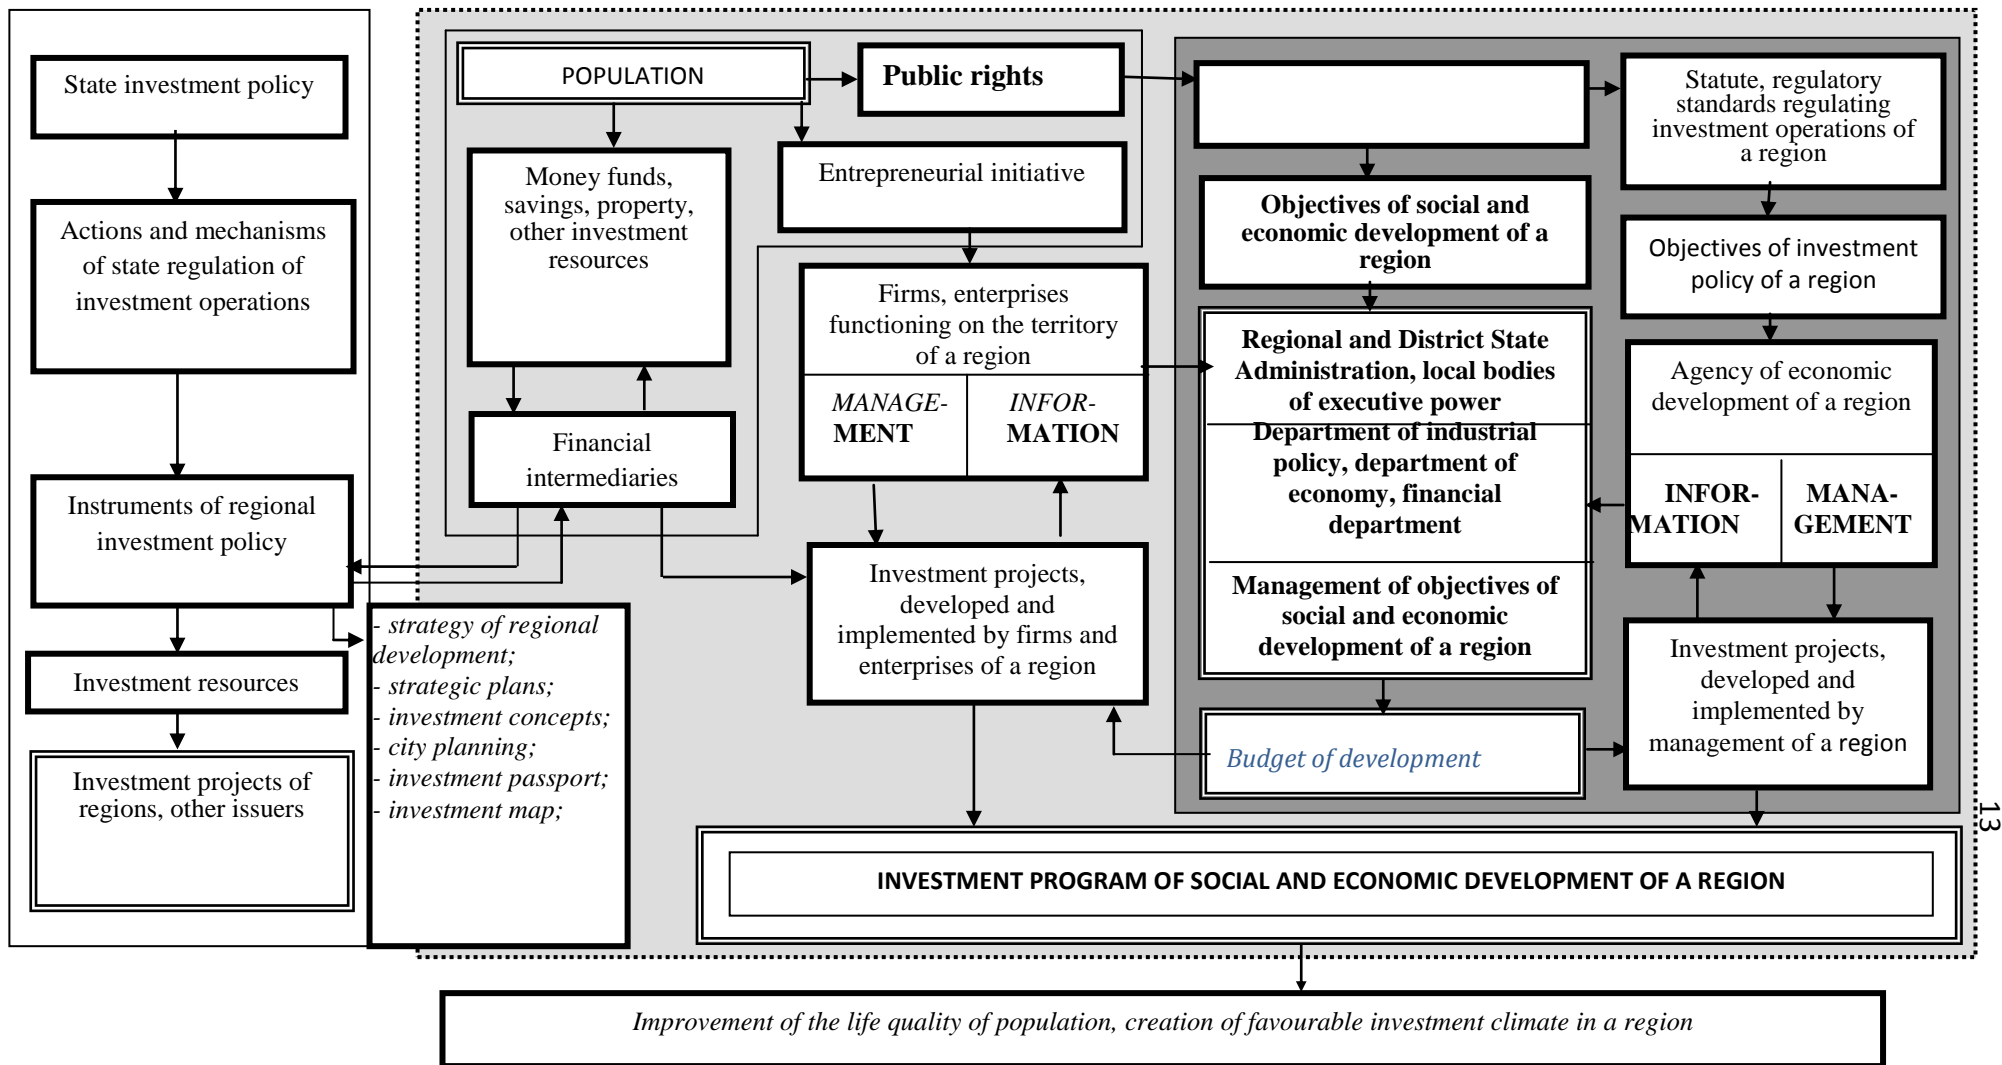 State investment policy
Actions and mechanisms
of state regulation of
investment operations
Instruments of regional
investment policy
Investment resources
Investment projects of
regions, other issuers
- strategy of regional
development;
- strategic plans;
- investment concepts;
- city planning;
- investment passport;
- investment map;
POPULATION
Public rights
Money funds,
savings, property,
other investment
resources
Entrepreneurial initiative
Financial
intermediaries
Firms, enterprises
functioning on the territory
of a region
MANAGE-
MENT
INFOR-
MATION
Investment projects,
developed and
implemented by firms and
enterprises of a region
Objectives of social and
economic development of a
region
Regional and District State
Administration, local bodies
of executive power
Department of industrial
policy, department of
economy, financial
department
Management of objectives of
social and economic
development of a region
Budget of development
Statute, regulatory
standards regulating
investment operations of
a region
Objectives of investment
policy of a region
Agency of economic
development of a region
INFOR-
MATION
MANA-
GEMENT
Investment projects,
developed and
implemented by
management of a region
INVESTMENT PROGRAM OF SOCIAL AND ECONOMIC DEVELOPMENT OF A REGION
Improvement of the life quality of population, creation of favourable investment climate in a region
13